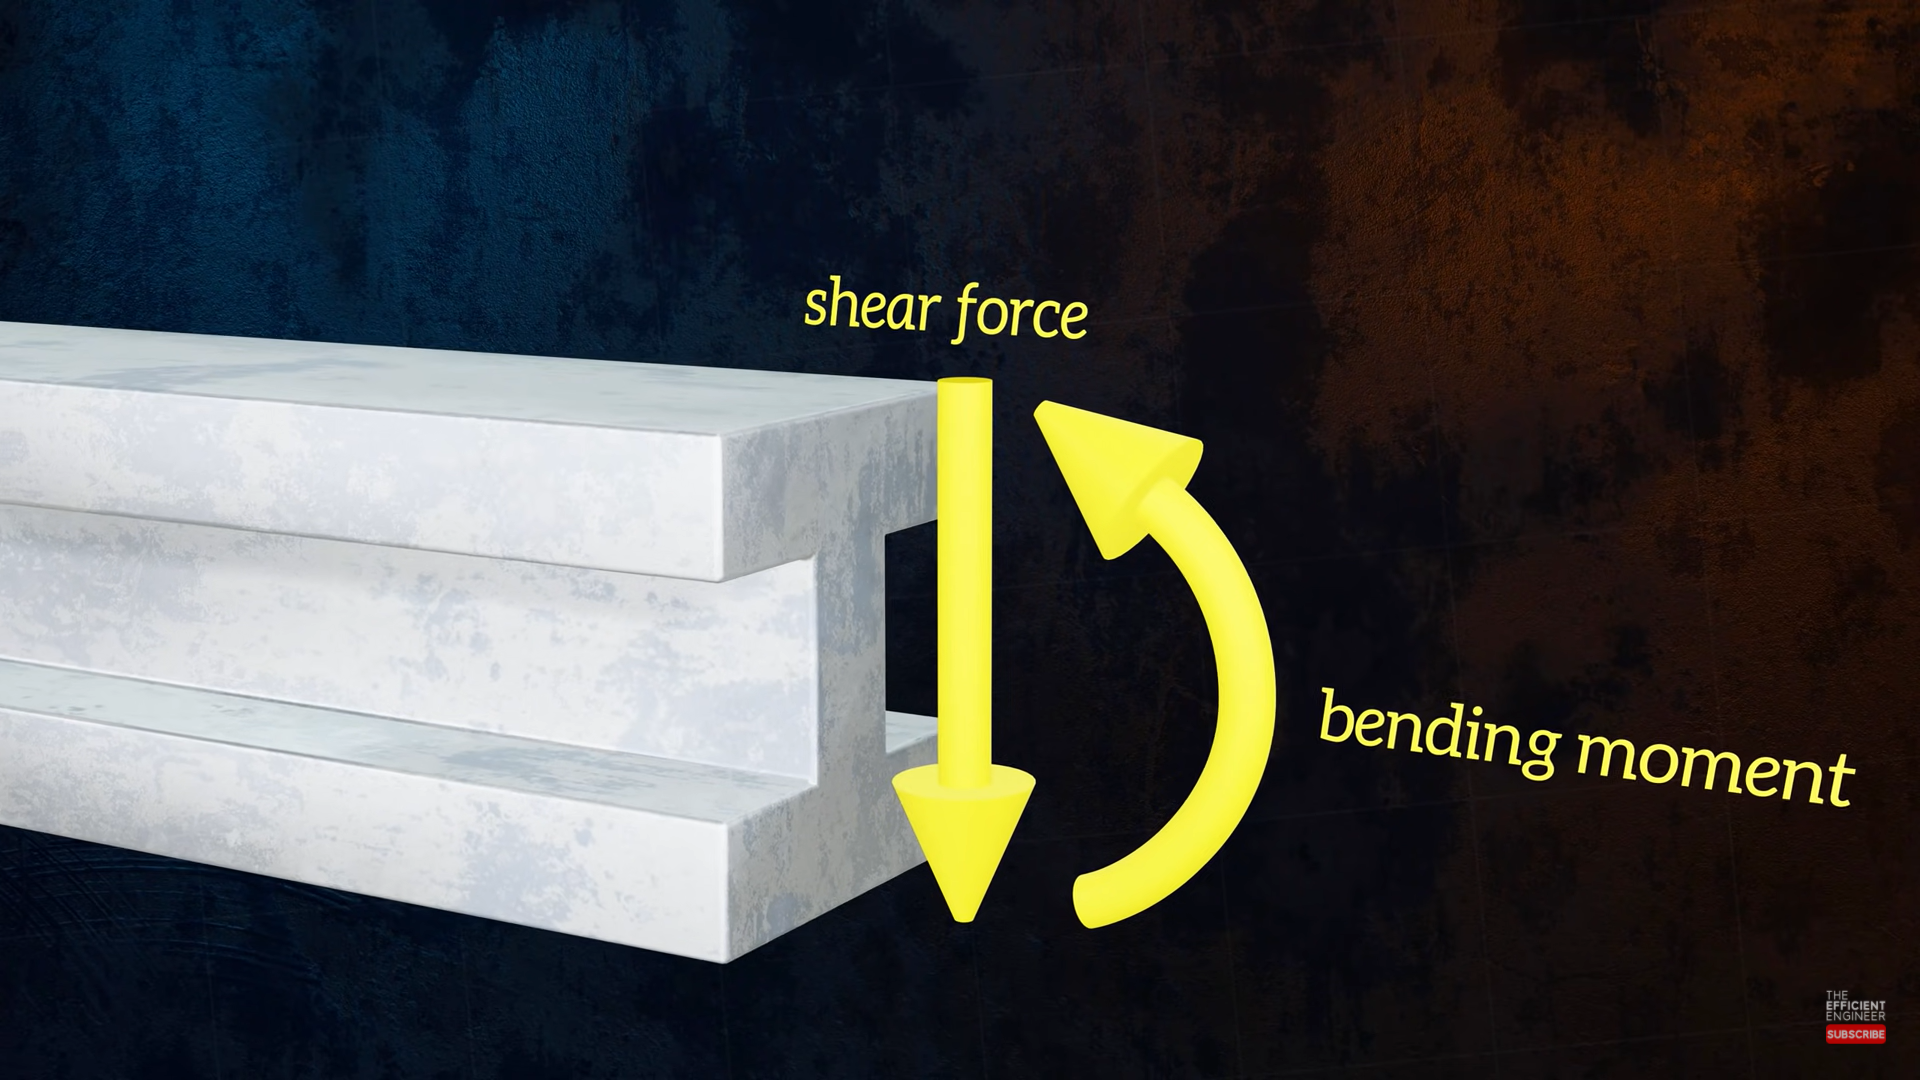 shear force
bending moment
THE
EFFICIENT
ENGINEER
SUBSCRIBE